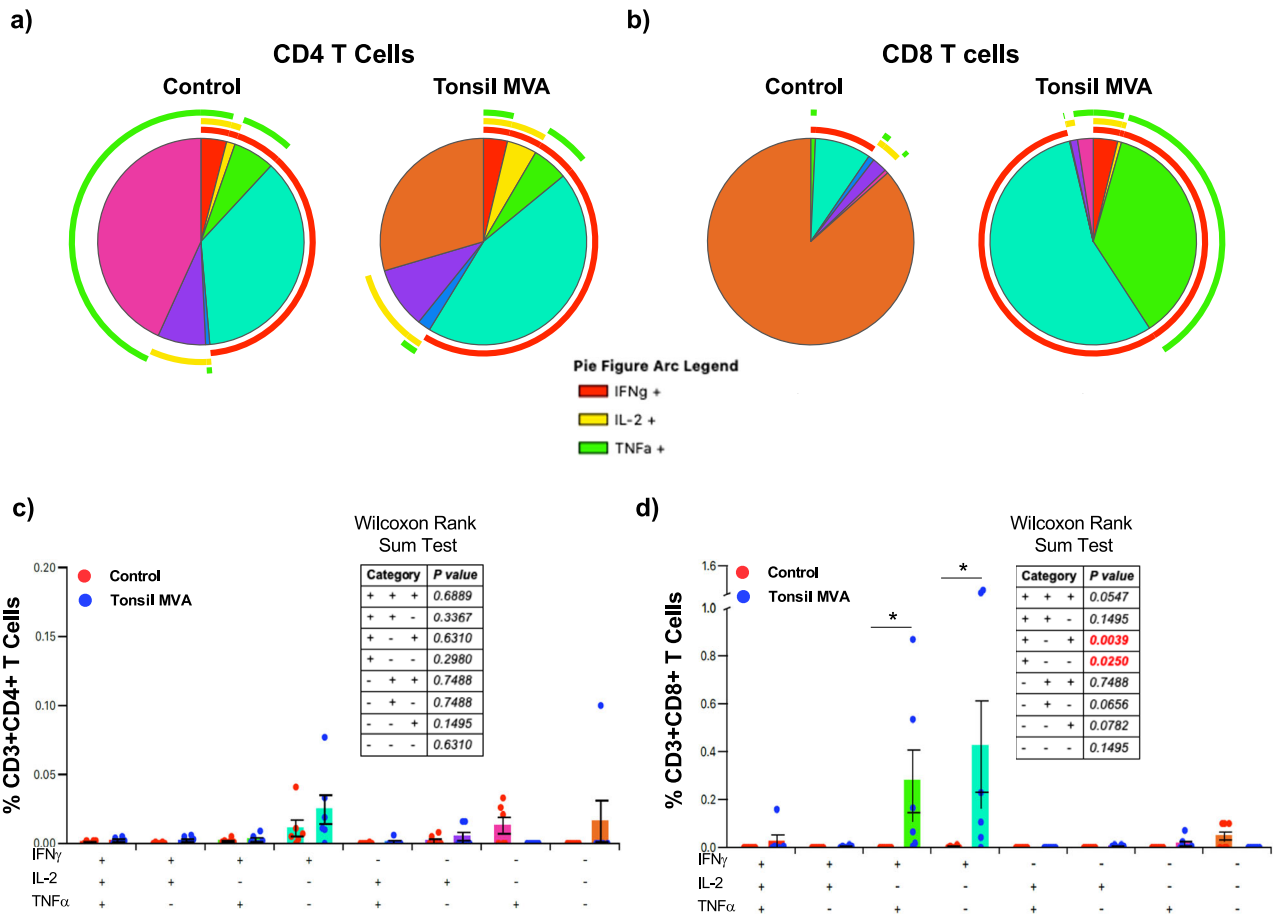 a)
CD4 T Cells
Control
Tonsil MVA
b)
CD8 T cells
Control
Tonsil MVA
Pie Figure Arc Legend
IFNg +
IL-2 +
TNFa +
c)
Wilcoxon Rank
Sum Test
Control
Tonsil MVA
Category P value
+ + + 0.6889
+ + - 0.3367
+ - + 0.6310
+ - - 0.2980
- + + 0.7488
- + - 0.7488
- - + 0.1495
- - - 0.6310
% CD3+CD4+ T Cells
0.20
0.15
0.10
0.05
0.00
IFNγ + + + + - - - -
IL-2 + + - - + + - -
TNFα + - + - + - + -
d)
Wilcoxon Rank
Sum Test
Control
Tonsil MVA
* *
Category P value
+ + + 0.0547
+ + - 0.1495
+ - + 0.0039
+ - - 0.0250
- + + 0.7488
- + - 0.0656
- - + 0.0782
- - - 0.1495
% CD3+CD8+ T Cells
1.6
1.0
0.8
0.6
0.4
0.2
0.0
IFNγ + + + + - - - -
IL-2 + + - - + + - -
TNFα + - + - + - + -